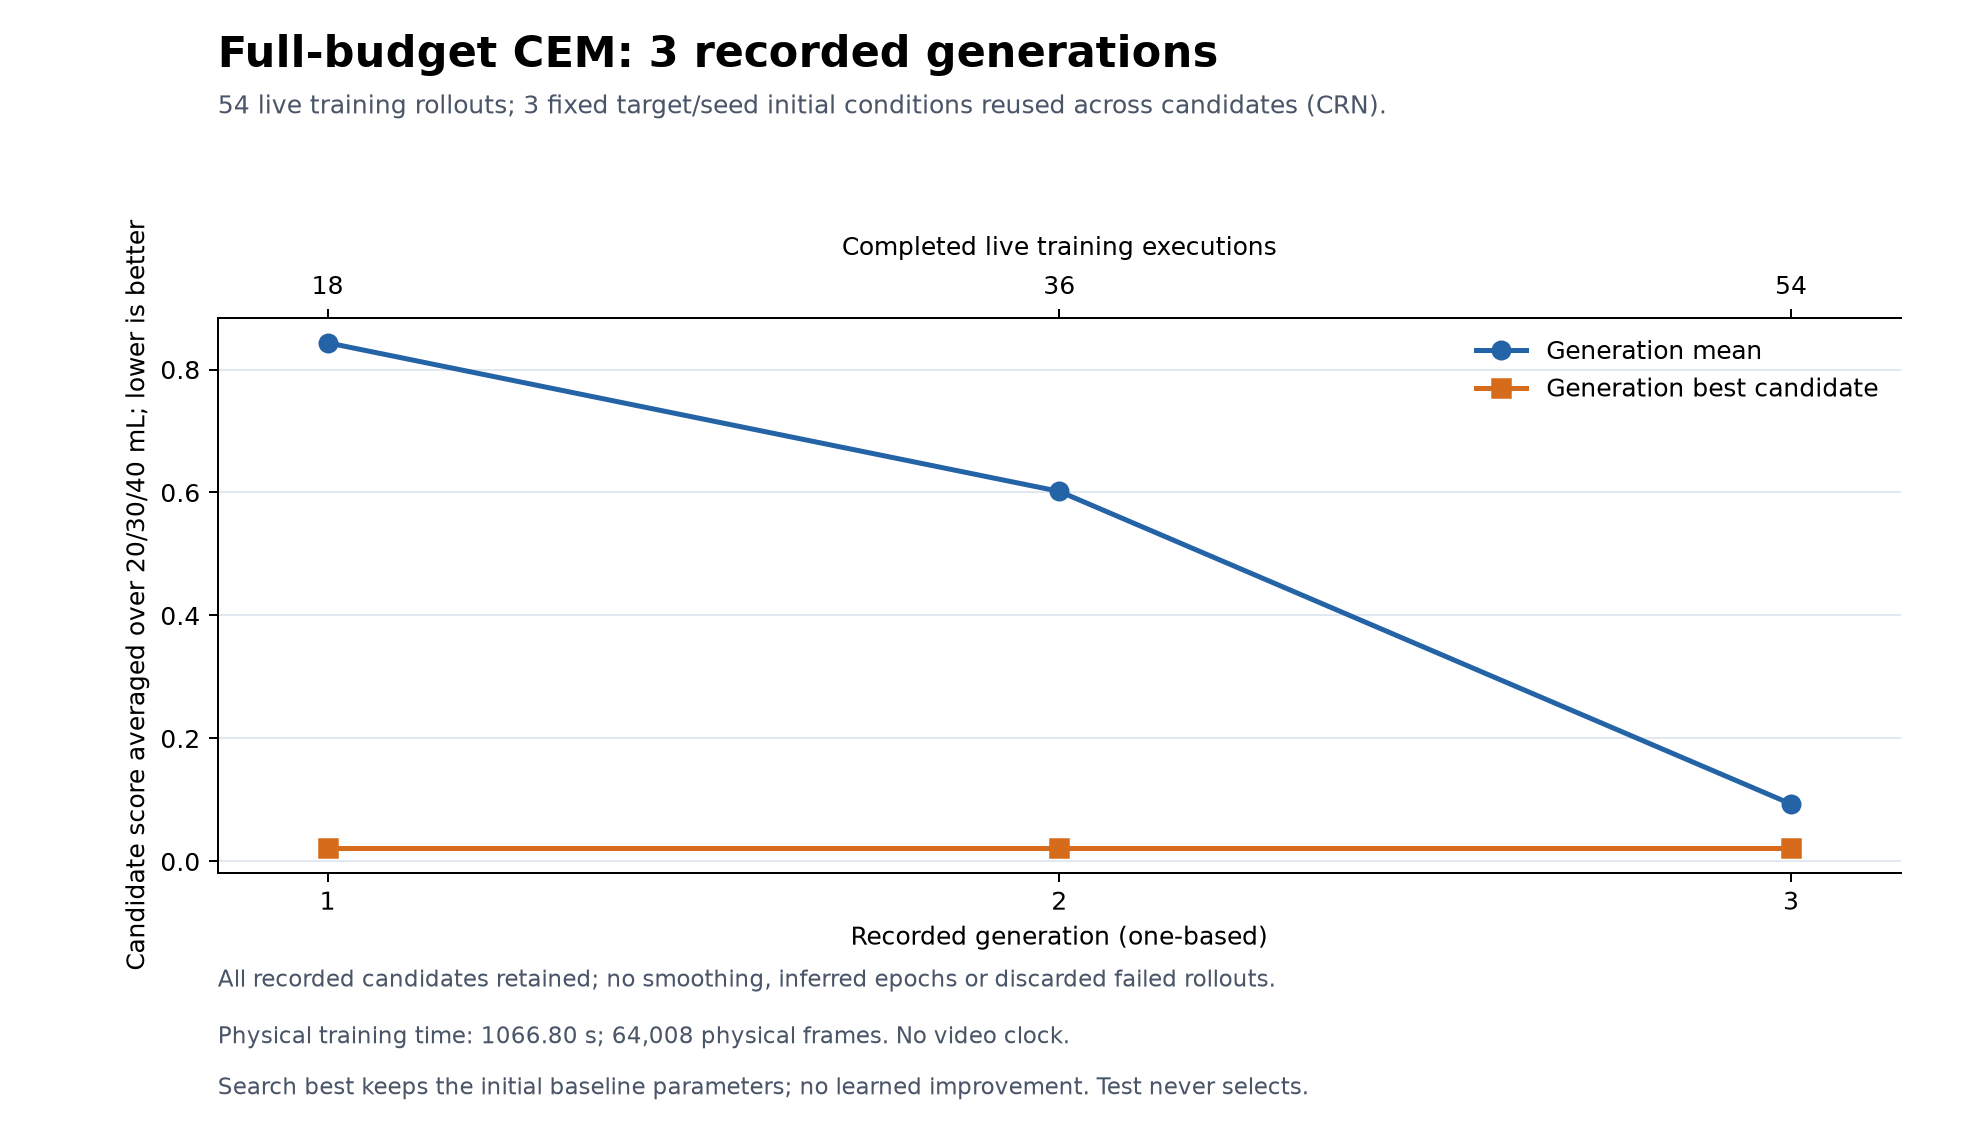 Full-budget CEM: 3 recorded generations
54 live training rollouts; 3 fixed target/seed initial conditions reused across candidates (CRN).
Completed live training executions
18 36 54
Candidate score averaged over 20/30/40 mL; lower is better
Generation mean
Generation best candidate
0.8
0.6
0.4
0.2
0.0
1 2 3
Recorded generation (one-based)
All recorded candidates retained; no smoothing, inferred epochs or discarded failed rollouts.
Physical training time: 1066.80 s; 64,008 physical frames. No video clock.
Search best keeps the initial baseline parameters; no learned improvement. Test never selects.